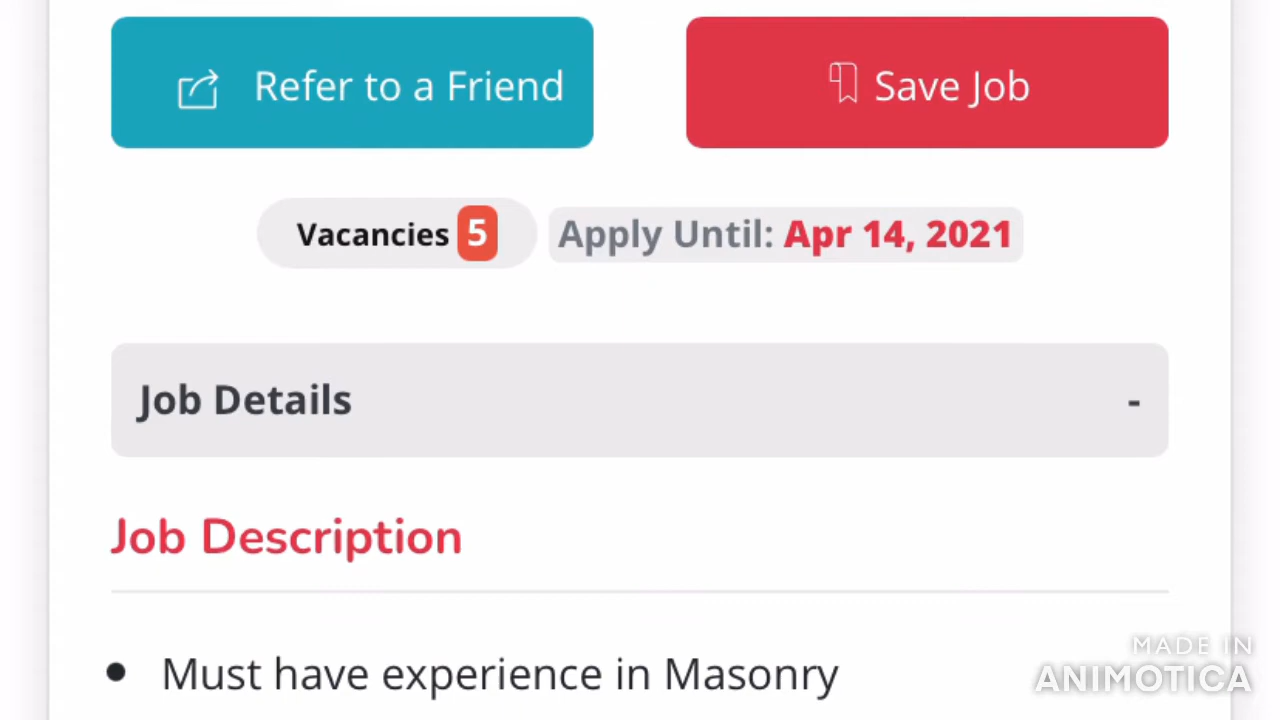 Refer to a Friend
Save Job
Vacancies 5
Apply Until: Apr 14, 2021
Job Details -
Job Description
• Must have experience in Masonry
MADE IN
ANIMOTICA